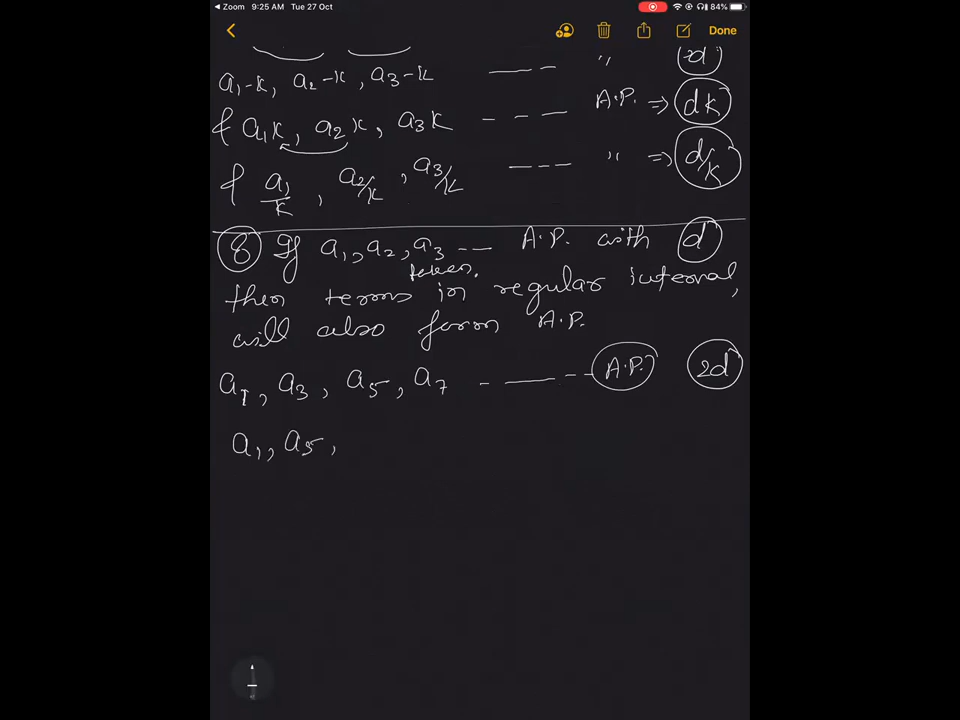 Zoom 9:25 AM Tue 27 Oct 84%
Done
a1-k, a2-k, a3-k ----- " d
{ a1k, a2k, a3k --- A.P. => dk
{ a1/k, a2/k, a3/k --- " => d/k
8 If a1, a2, a3 --- A.P. with d
taken.
then terms in regular interval,
will also form A.P.
a1, a3, a5, a7 - --- -- A.P. 2d
a1, a5,